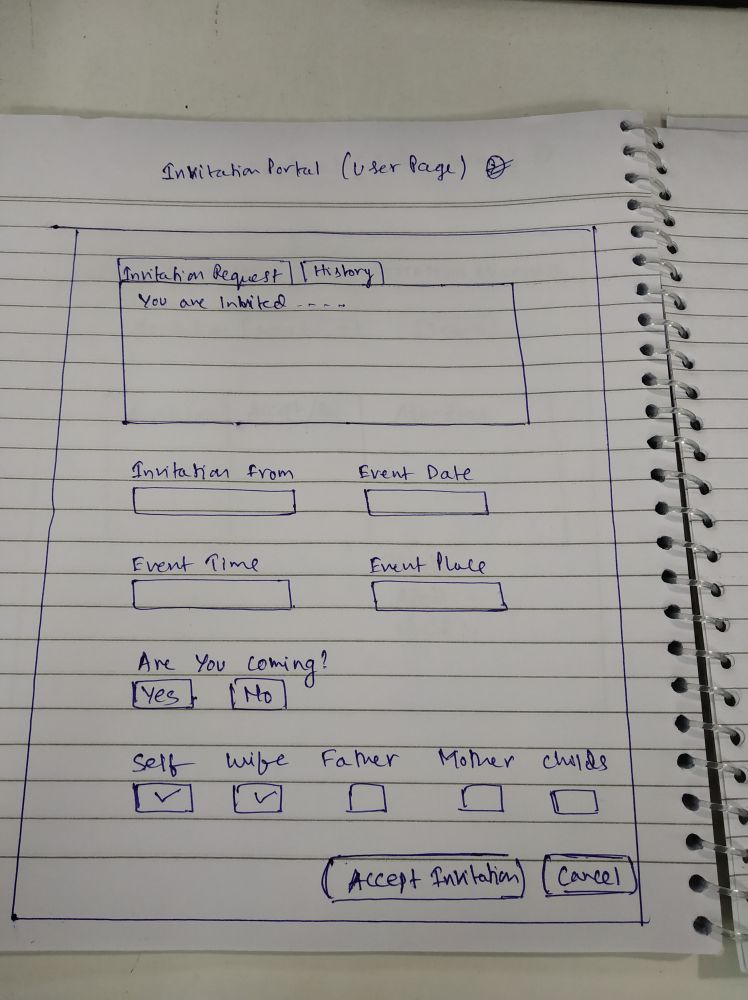 Invitation Portal (User Page)
Invitation Request History
You are Invited ----
Invitation from Event Date
Event Time Event Place
Are You Coming?
Yes No
Self Wife Father Mother Childs
Accept Invitation Cancel